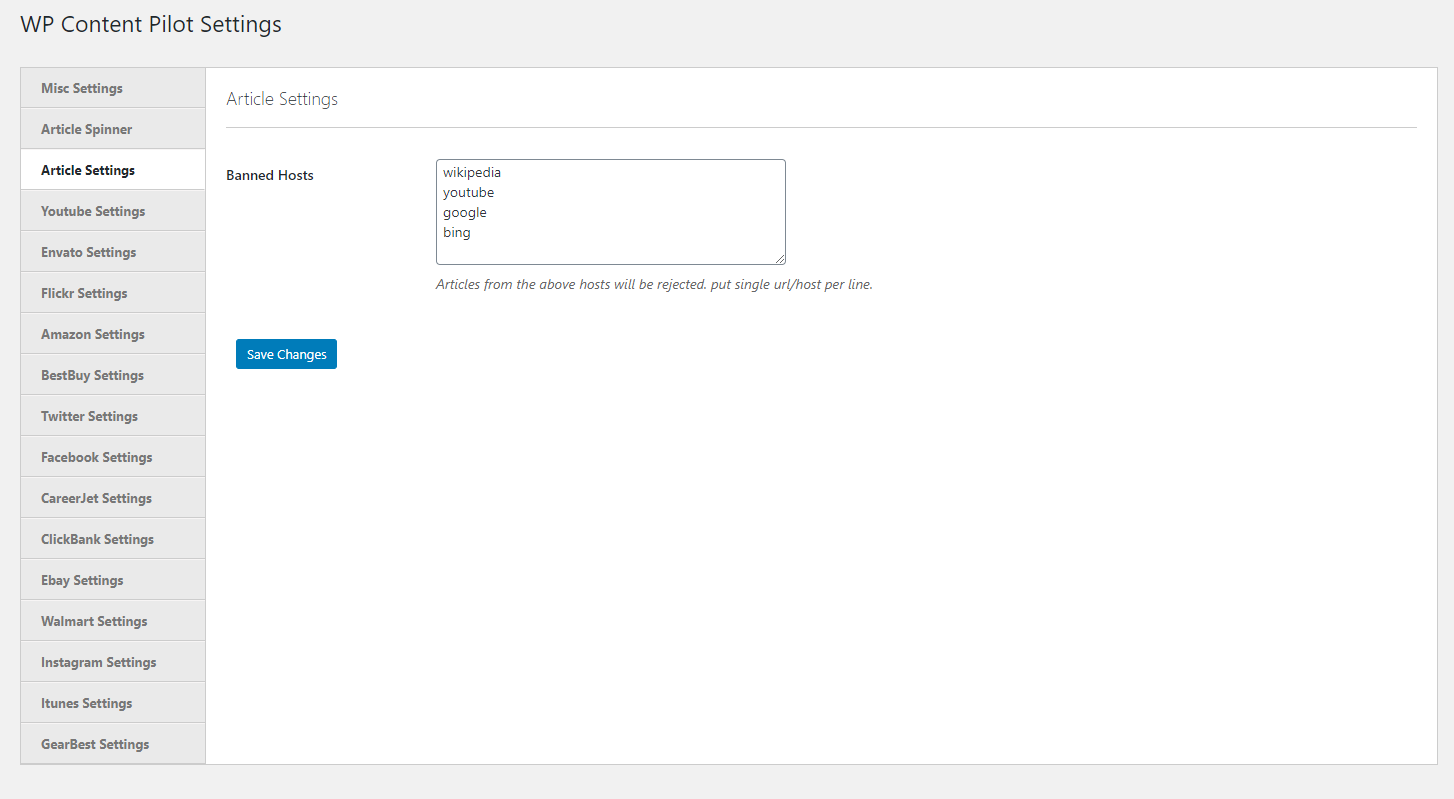 WP Content Pilot Settings
Misc Settings
Article Spinner
Article Settings
Youtube Settings
Envato Settings
Flickr Settings
Amazon Settings
BestBuy Settings
Twitter Settings
Facebook Settings
CareerJet Settings
ClickBank Settings
Ebay Settings
Walmart Settings
Instagram Settings
Itunes Settings
GearBest Settings
Article Settings
Banned Hosts
wikipedia
youtube
google
bing
Articles from the above hosts will be rejected. put single url/host per line.
Save Changes